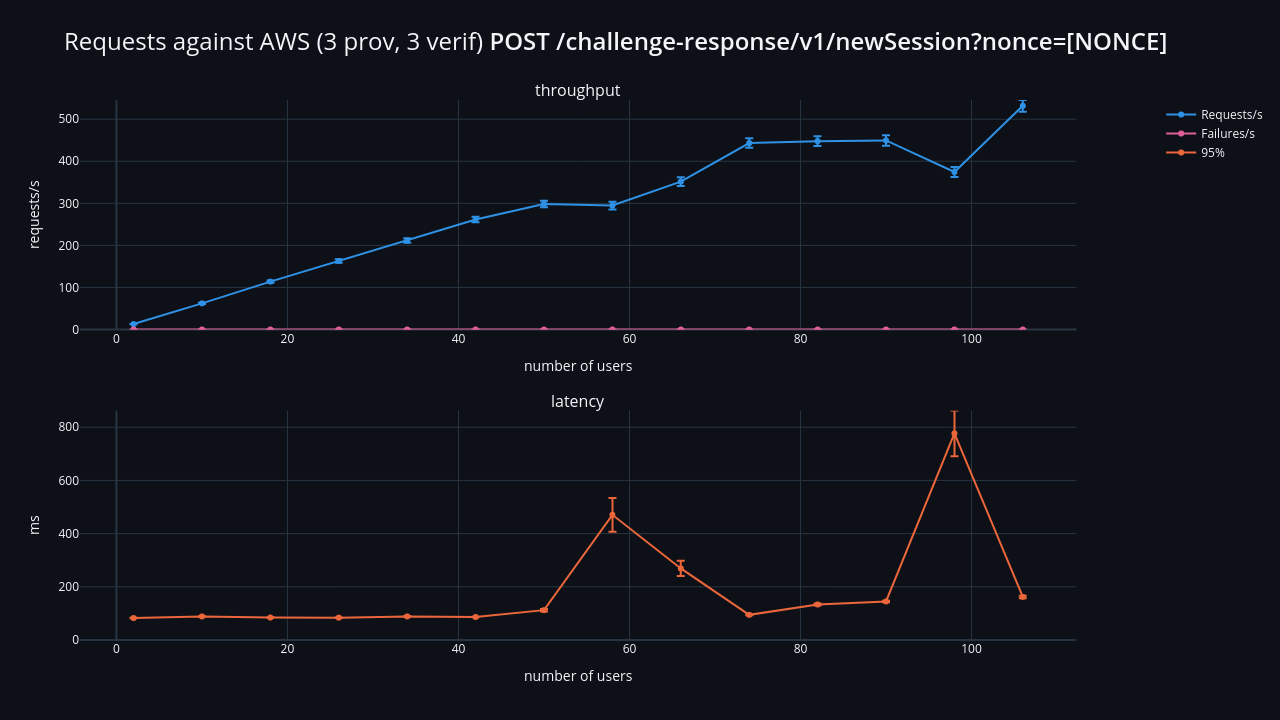 Requests against AWS (3 prov, 3 verif) POST /challenge-response/v1/newSession?nonce=[NONCE]
throughput
Requests/s
Failures/s
95%
500
400
300
200
100
0
requests/s
0 20 40 60 80 100
number of users
latency
800
600
400
200
0
ms
0 20 40 60 80 100
number of users